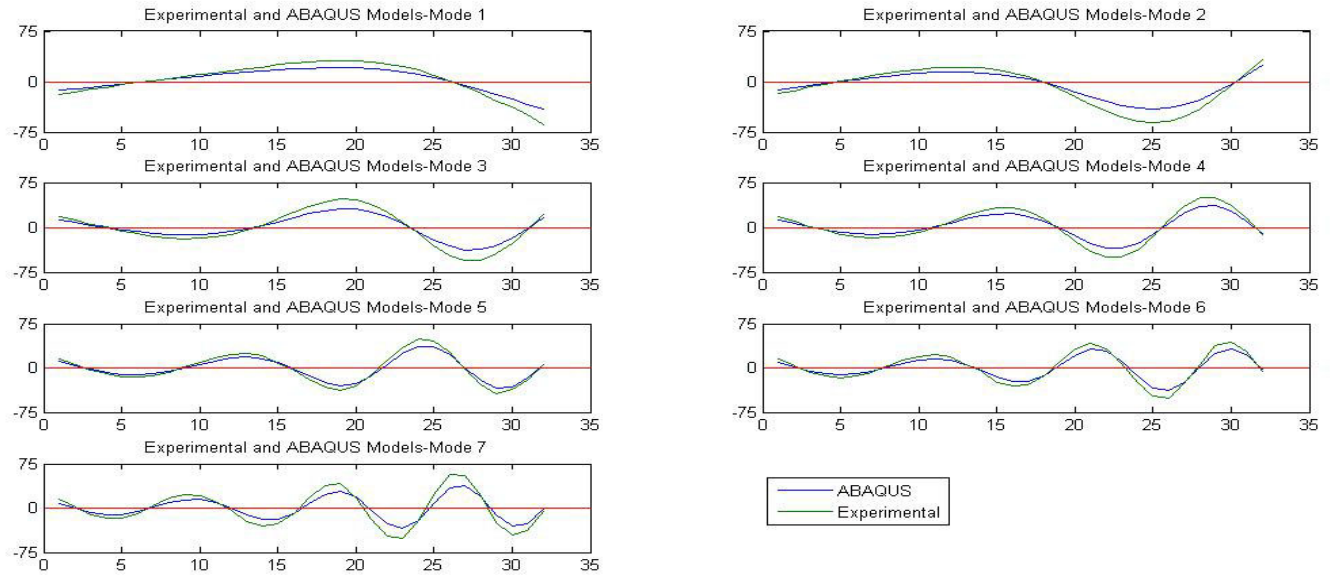 Experimental and ABAQUS Models-Mode 1
75
0
-75
0 5 10 15 20 25 30 35
Experimental and ABAQUS Models-Mode 2
75
0
-75
0 5 10 15 20 25 30 35
Experimental and ABAQUS Models-Mode 3
75
0
-75
0 5 10 15 20 25 30 35
Experimental and ABAQUS Models-Mode 4
75
0
-75
0 5 10 15 20 25 30 35
Experimental and ABAQUS Models-Mode 5
75
0
-75
0 5 10 15 20 25 30 35
Experimental and ABAQUS Models-Mode 6
75
0
-75
0 5 10 15 20 25 30 35
Experimental and ABAQUS Models-Mode 7
75
0
-75
0 5 10 15 20 25 30 35
ABAQUS
Experimental